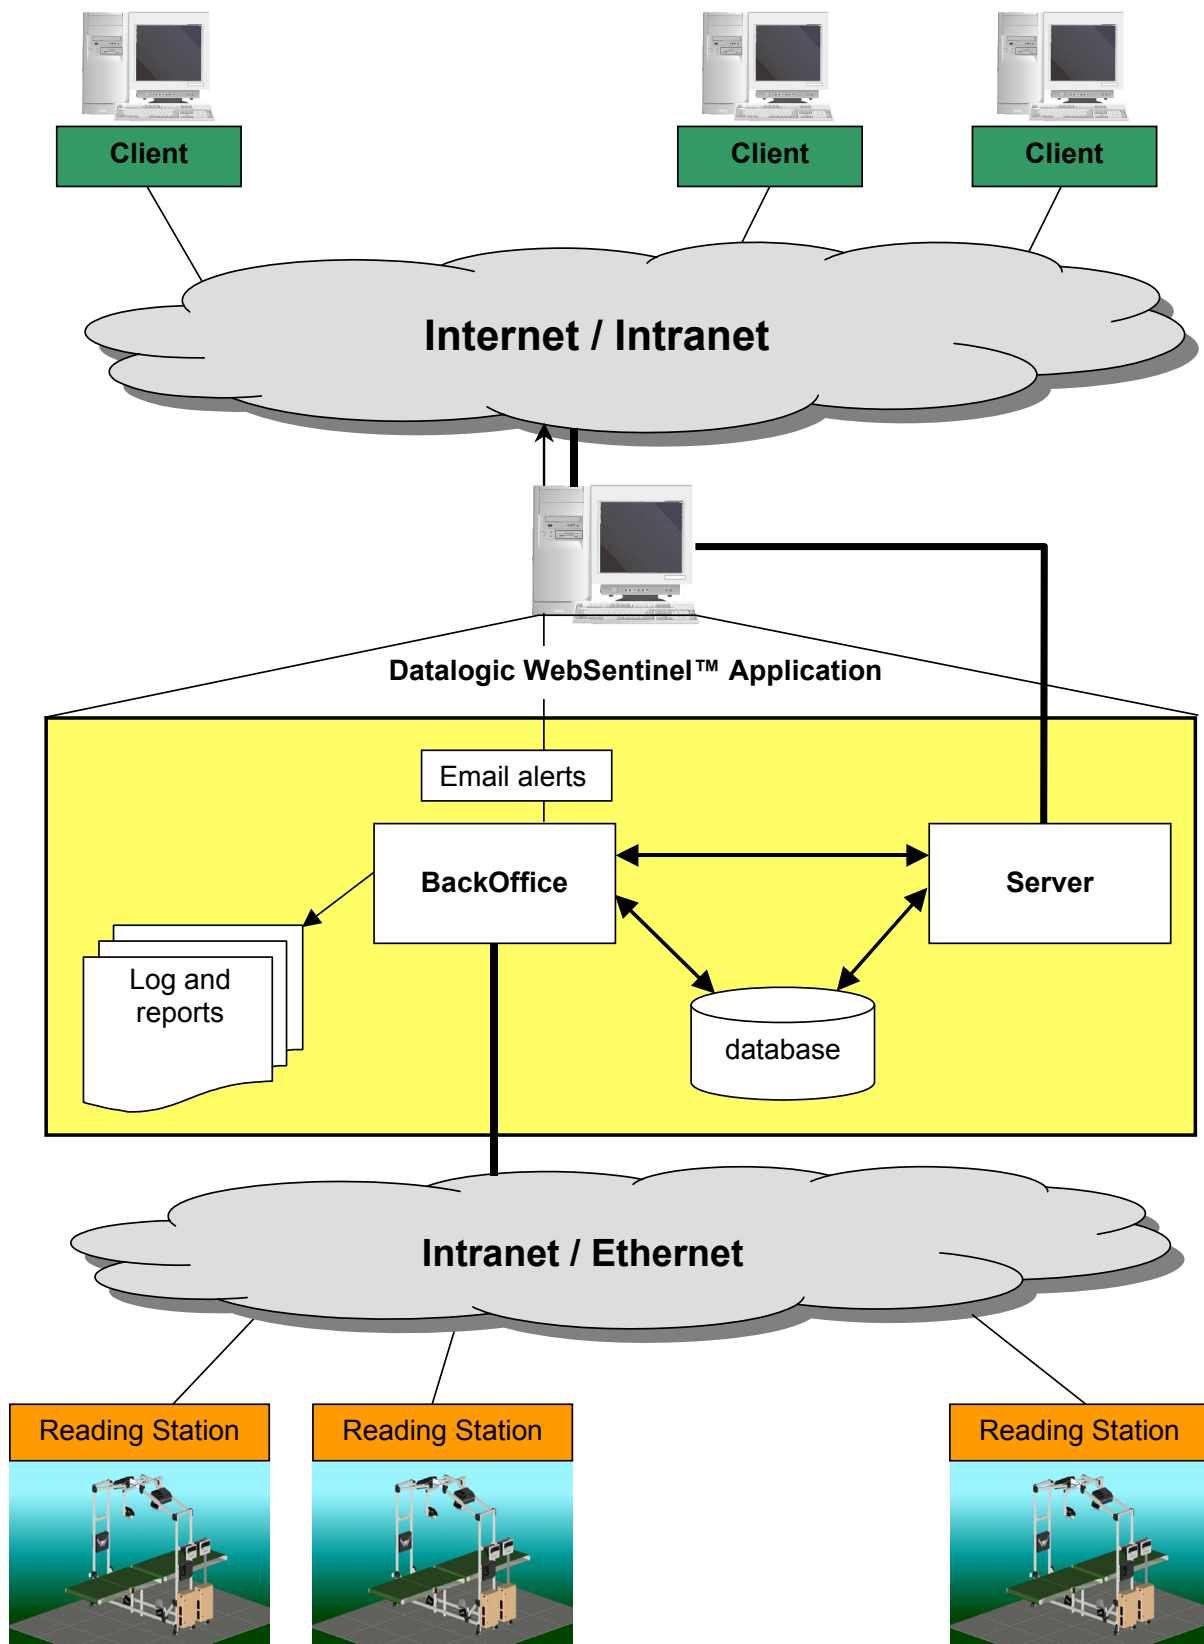 Client
Client
Client
Internet / Intranet
Datalogic WebSentinel™ Application
Email alerts
BackOffice
Server
Log and
reports
database
Intranet / Ethernet
Reading Station
Reading Station
Reading Station